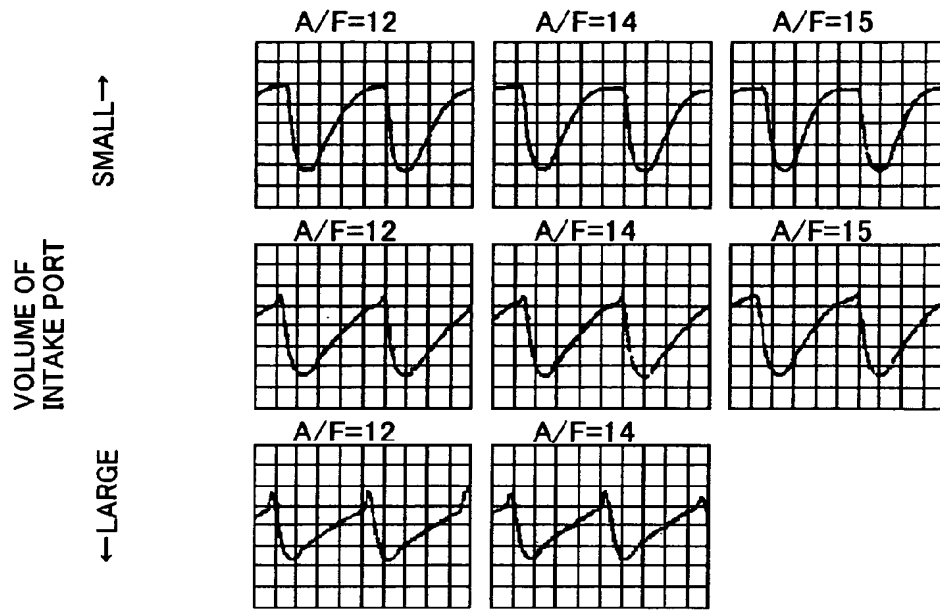 A/F=12
A/F=14
A/F=15
SMALL→
A/F=12
A/F=14
A/F=15
VOLUME OF
INTAKE PORT
A/F=12
A/F=14
←LARGE